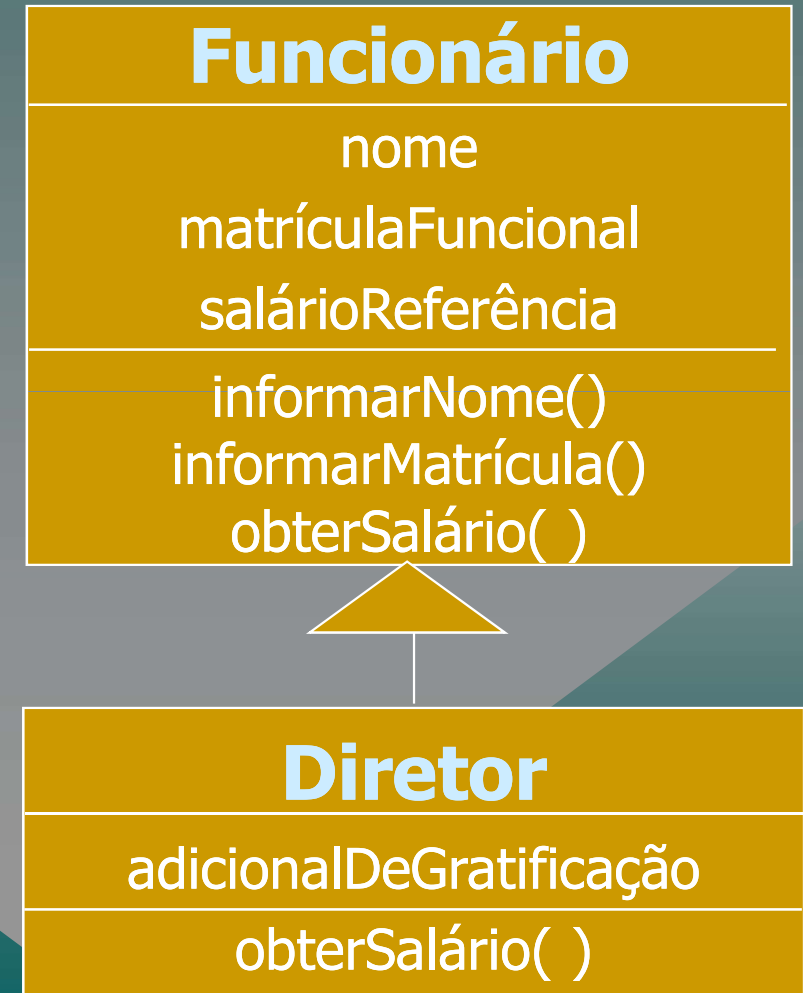 Funcionário
nome
matrículaFuncional
salárioReferência
informarNome()
informarMatrícula()
obterSalário( )
Diretor
adicionalDeGratificação
obterSalário( )